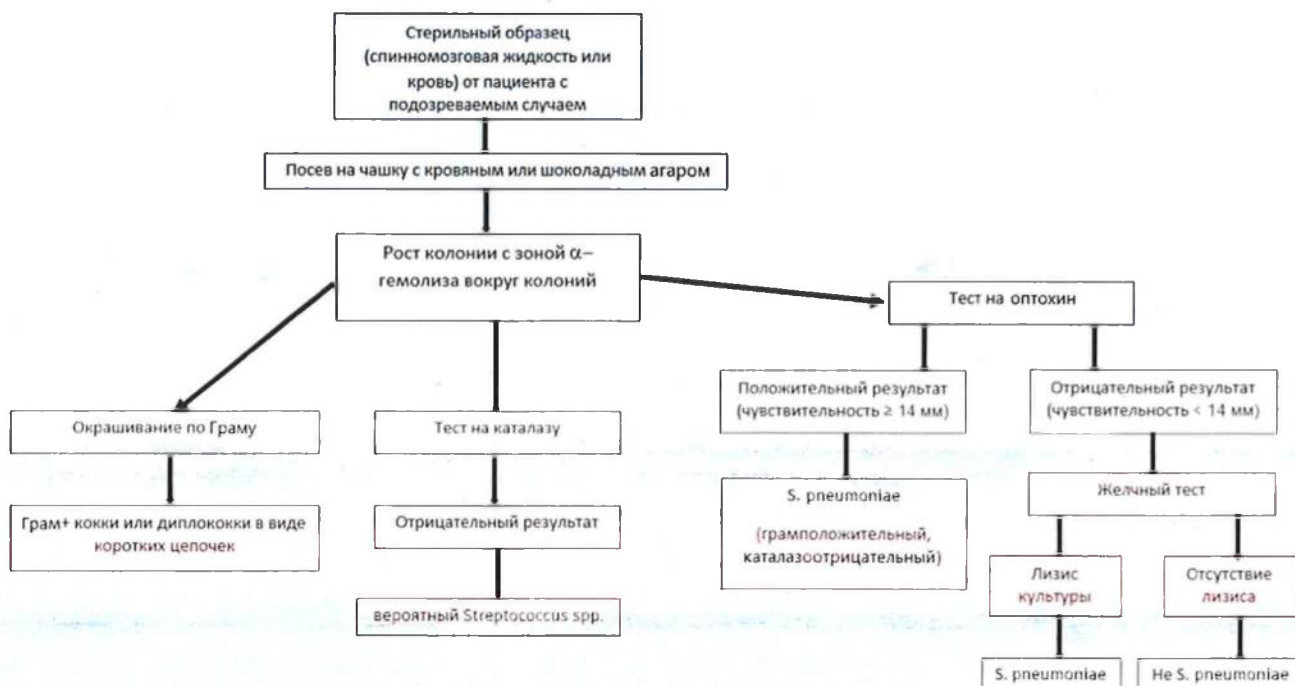 Стерильный образец
(спинномозговая жидкость или
кровь) от пациента с
подозреваемым случаем
Посев на чашку с кровяным или шоколадным агаром
Рост колонии с зоной α–
гемолиза вокруг колоний
Тест на оптохин
Положительный результат
(чувствительность ≥ 14 мм)
Отрицательный результат
(чувствительность < 14 мм)
Окрашивание по Граму
Тест на каталазу
S. pneumoniae
(грамположительный,
каталазоотрицательный)
Желчный тест
Грам+ кокки или диплококки в виде
коротких цепочек
Отрицательный результат
Лизис
культуры
Отсутствие
лизиса
вероятный Streptococcus spp.
S. pneumoniae
Не S. pneumoniae